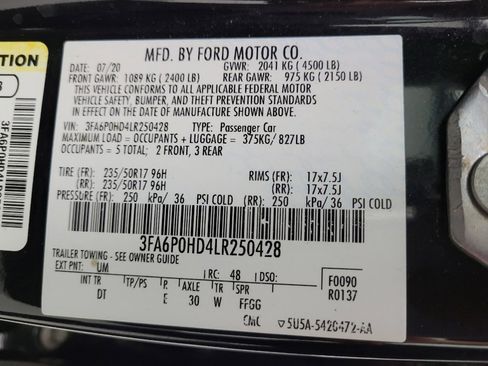 MFD. BY FORD MOTOR CO.
DATE: 07/20 GVWR: 2041 KG (4500 LB)
FRONT GAWR: 1089 KG (2400 LB) REAR GAWR: 975 KG (2150 LB)
THIS VEHICLE CONFORMS TO ALL APPLICABLE FEDERAL MOTOR
VEHICLE SAFETY, BUMPER, AND THEFT PREVENTION STANDARDS
IN EFFECT ON THE DATE OF MANUFACTURE SHOWN ABOVE.
VIN: 3FA6P0HD4LR250428 TYPE: Passenger Car
MAXIMUM LOAD = OCCUPANTS + LUGGAGE = 375KG/827LB
OCCUPANTS = 5 TOTAL: 2 FRONT, 3 REAR
TIRE (FR): 235/50R17 96H RIMS (FR): 17x7.5J
(RR): 235/50R17 96H (RR): 17x7.5J
PRESSURE (FR) 250 kPa/ 36 PSI COLD (RR) 250 kPa/ 36 PSI COLD
3FA6P0HD4LR250428
TRAILER TOWING - SEE OWNER GUIDE
EXT PNT: UM RC: 48 DSO: F0090
INT TR TP/PS R AXLE TR SPR R0137
DT E 30 W FFGG
5U5A-5420472-AA